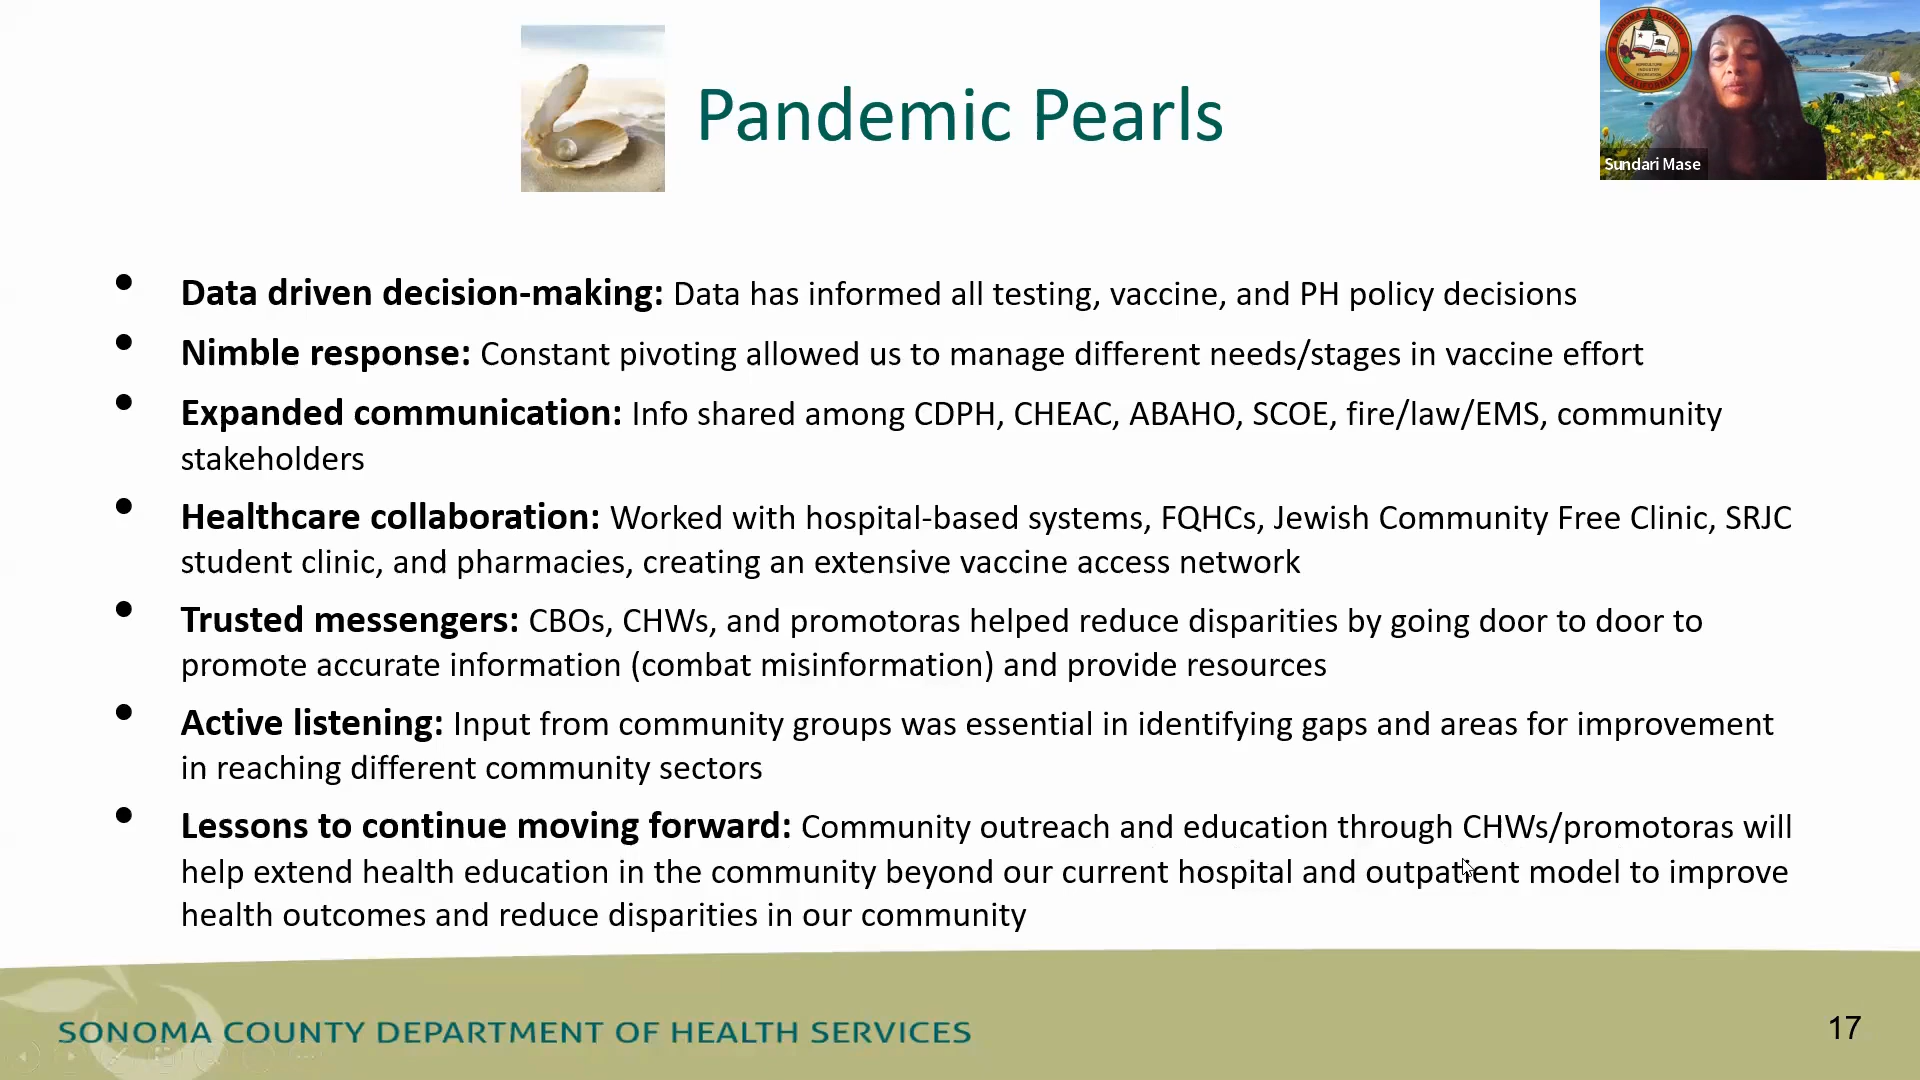 Pandemic Pearls
Sundari Mase
• Data driven decision-making: Data has informed all testing, vaccine, and PH policy decisions
• Nimble response: Constant pivoting allowed us to manage different needs/stages in vaccine effort
• Expanded communication: Info shared among CDPH, CHEAC, ABAHO, SCOE, fire/law/EMS, community
stakeholders
• Healthcare collaboration: Worked with hospital-based systems, FQHCs, Jewish Community Free Clinic, SRJC
student clinic, and pharmacies, creating an extensive vaccine access network
• Trusted messengers: CBOs, CHWs, and promotoras helped reduce disparities by going door to door to
promote accurate information (combat misinformation) and provide resources
• Active listening: Input from community groups was essential in identifying gaps and areas for improvement
in reaching different community sectors
• Lessons to continue moving forward: Community outreach and education through CHWs/promotoras will
help extend health education in the community beyond our current hospital and outpatient model to improve
health outcomes and reduce disparities in our community
SONOMA COUNTY DEPARTMENT OF HEALTH SERVICES
17
SONOMA COUNTY
AGRICULTURE
INDUSTRY
RECREATION
CALIFORNIA